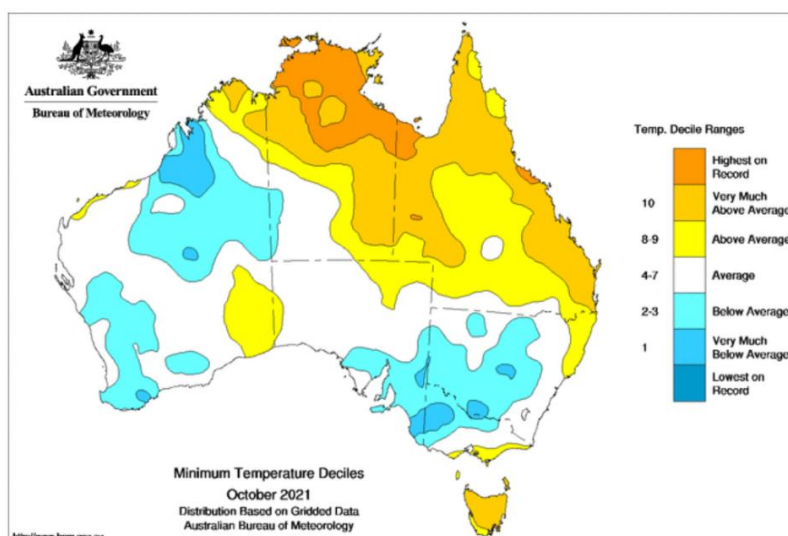 Australian Government
Bureau of Meteorology
Temp. Decile Ranges
Highest on
Record
10
Very Much
Above Average
8-9
Above Average
4-7
Average
2-3
Below Average
1
Very Much
Below Average
Lowest on
Record
Minimum Temperature Deciles
October 2021
Distribution Based on Gridded Data
Australian Bureau of Meteorology